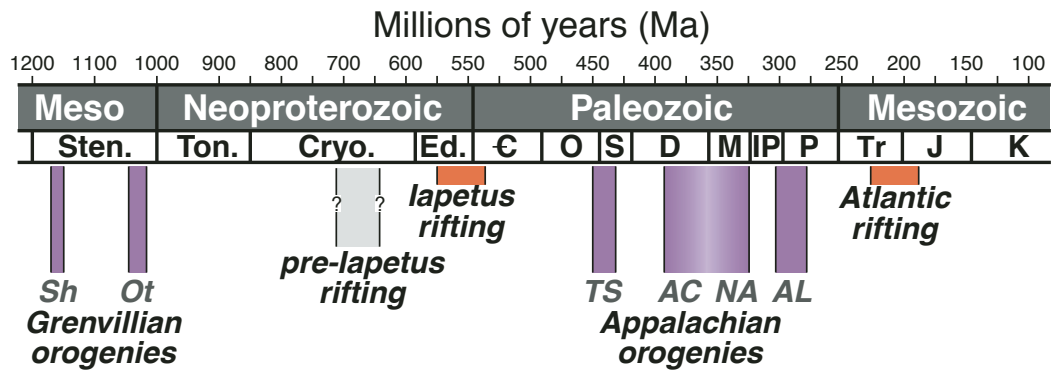 Millions of years (Ma)
1200 1100 1000 900 800 700 600 550 500 450 400 350 300 250 200 150 100
Meso Neoproterozoic Paleozoic Mesozoic
Sten. Ton. Cryo. Ed. Є O S D M IP P Tr J K
? ?
Iapetus
rifting
Atlantic
rifting
pre-Iapetus
rifting
Sh Ot TS AC NA AL
Grenvillian
orogenies
Appalachian
orogenies